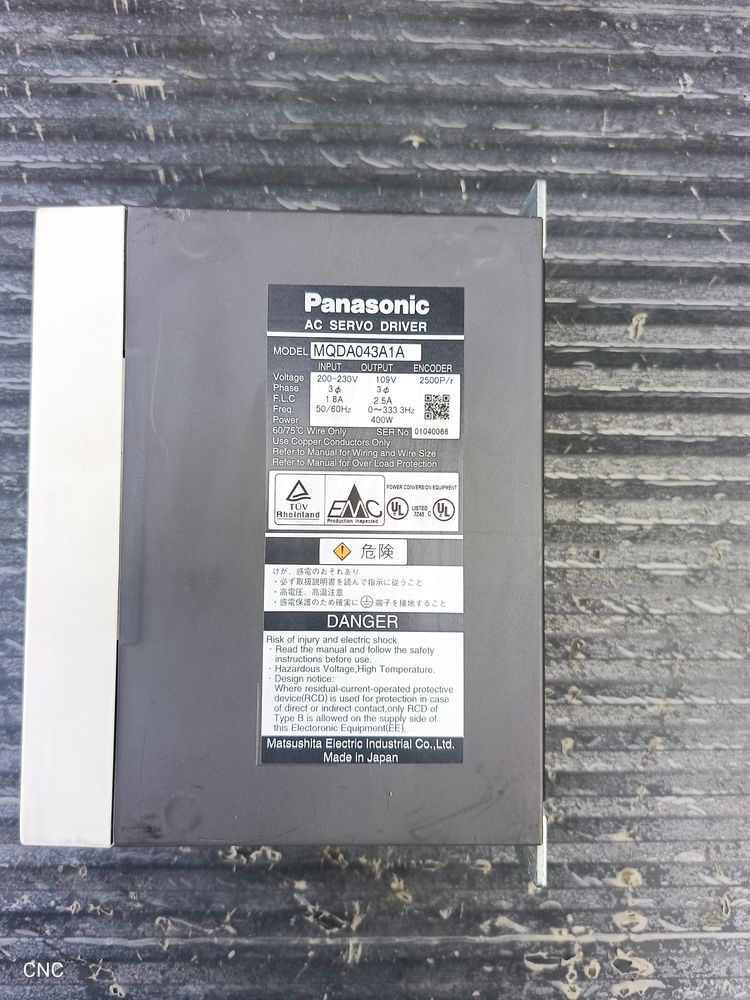 Panasonic
AC SERVO DRIVER
MODEL MQDA043A1A
INPUT OUTPUT ENCODER
Voltage 200-230V 109V 2500P/r
Phase 3ϕ 3ϕ
F.L.C 1.8A 2.5A
Freq. 50/60Hz 0～333.3Hz
Power 400W
60/75℃ Wire Only SER.No. 01040066
Use Copper Conductors Only
Refer to Manual for Wiring and Wire Size
Refer to Manual for Over Load Protection
POWER CONVERSION EQUIPMENT
TÜV
Rheinland
EMC
Production inspected
UL LISTED 7245 C UL
危険
けが、感電のおそれあり
・必ず取扱説明書を読んで指示に従うこと
・高電圧、高温注意
・感電保護のため確実に端子を接地すること
DANGER
Risk of injury and electric shock.
· Read the manual and follow the safety
instructions before use.
· Hazardous Voltage,High Temperature.
· Design notice:
Where residual-current-operated protective
device(RCD) is used for protection in case
of direct or indirect contact,only RCD of
Type B is allowed on the supply side of
this Electoronic Equipment(EE).
Matsushita Electric Industrial Co.,Ltd.
Made in Japan
CNC